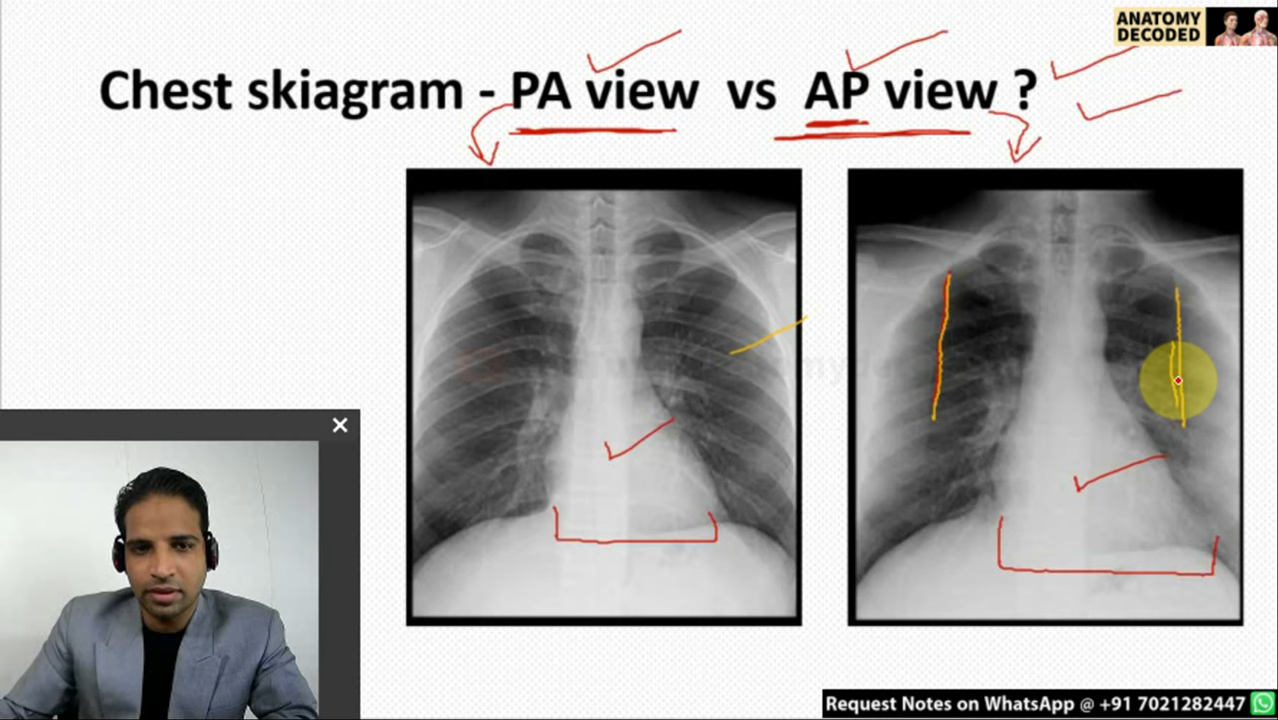 ANATOMY
DECODED
Chest skiagram - PA view vs AP view ?
Request Notes on WhatsApp @ +91 7021282447